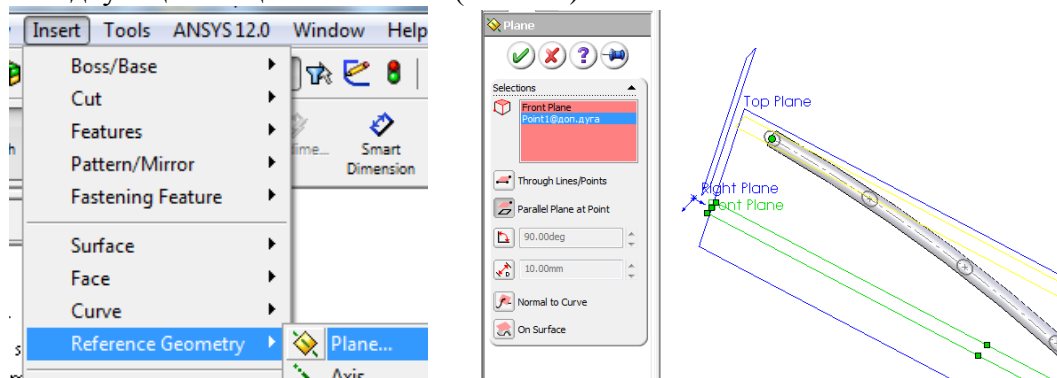 Insert Tools ANSYS 12.0 Window Help
Boss/Base
Cut
Features
Pattern/Mirror
Fastening Feature
Surface
Face
Curve
Reference Geometry
Plane...
Axis
Smart
Dimension
Plane
Selections
Front Plane
Point1@доп.дуга
Through Lines/Points
Parallel Plane at Point
90.00deg
10.00mm
Normal to Curve
On Surface
Top Plane
Right Plane
Front Plane